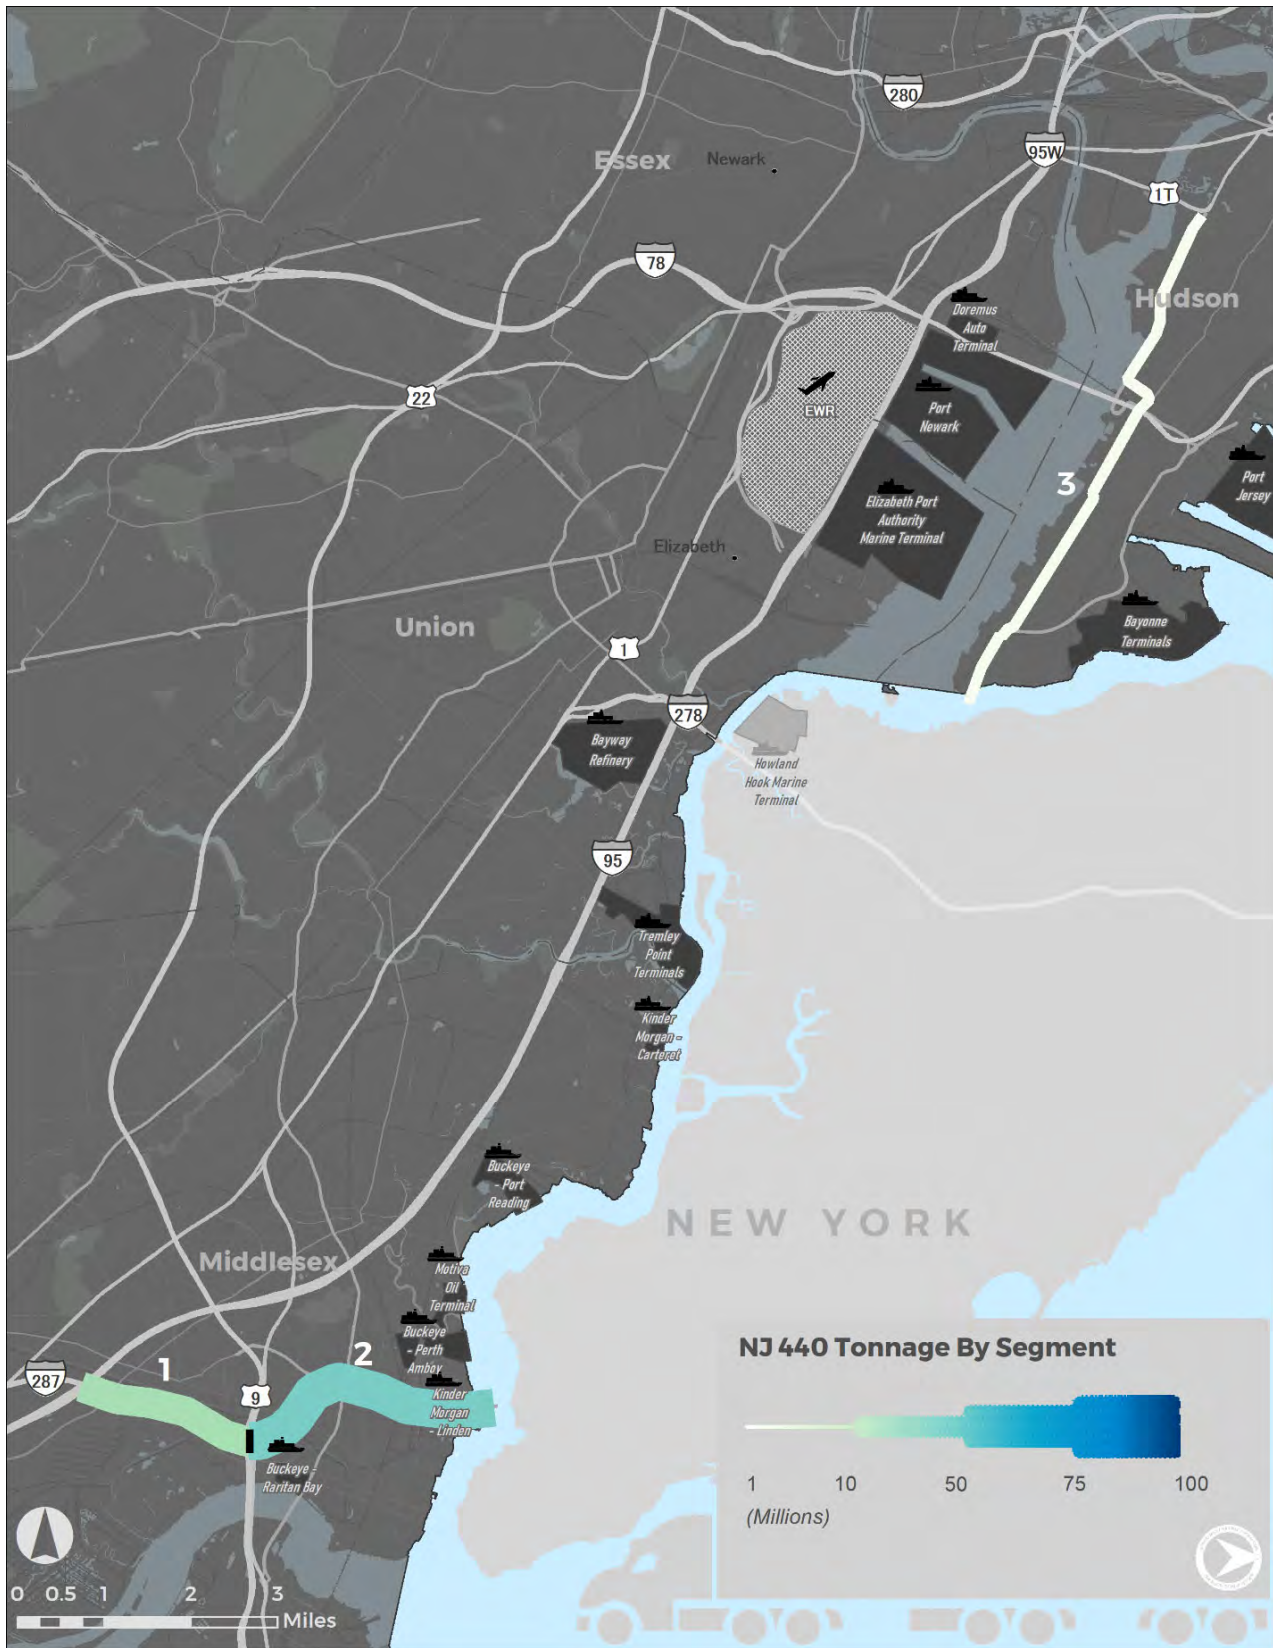 280
95W
Essex
Newark
1T
78
Hudson
Doremus
Auto
Terminal
22
EWR
Port
Newark
3
Port
Jersey
Elizabeth Port
Authority
Marine Terminal
Elizabeth
Union
Bayonne
Terminals
1
278
Bayway
Refinery
Howland
Hook Marine
Terminal
95
Tremley
Point
Terminals
Kinder
Morgan -
Carteret
Buckeye
- Port
Reading
NEW YORK
Middlesex
Motiva
Oil
Terminal
Buckeye
- Perth
Amboy
1
2
287
9
Kinder
Morgan
- Linden
Buckeye -
Raritan Bay
NJ 440 Tonnage By Segment
1 10 50 75 100
(Millions)
0 0.5 1 2 3
Miles